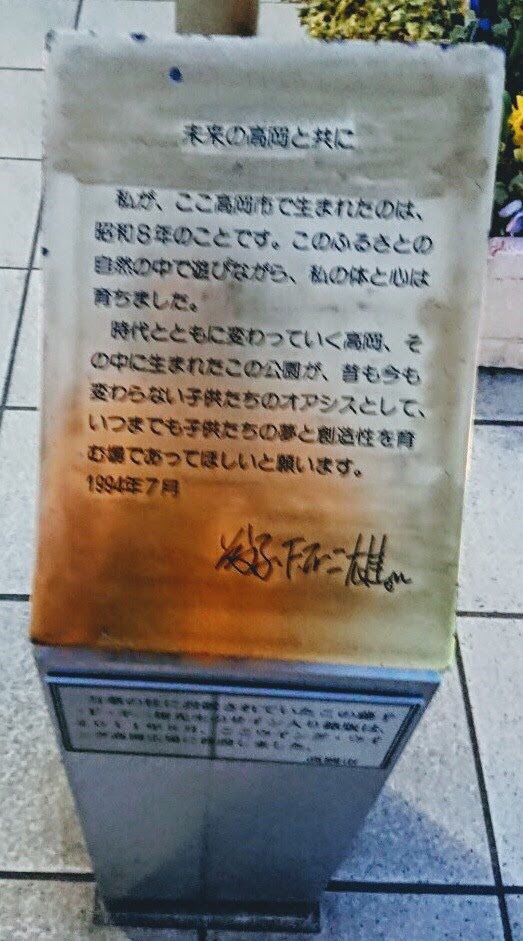 未来の高岡と共に
私が、ここ高岡市で生まれたのは、
昭和8年のことです。このふるさとの
自然の中で遊びながら、私の体と心は
育ちました。
時代とともに変わっていく高岡、そ
の中に生まれたこの公園が、昔も今も
変わらない子供たちのオアシスとして、
いつまでも子供たちの夢と創造性を育
む場であってほしいと願います。
1994年7月